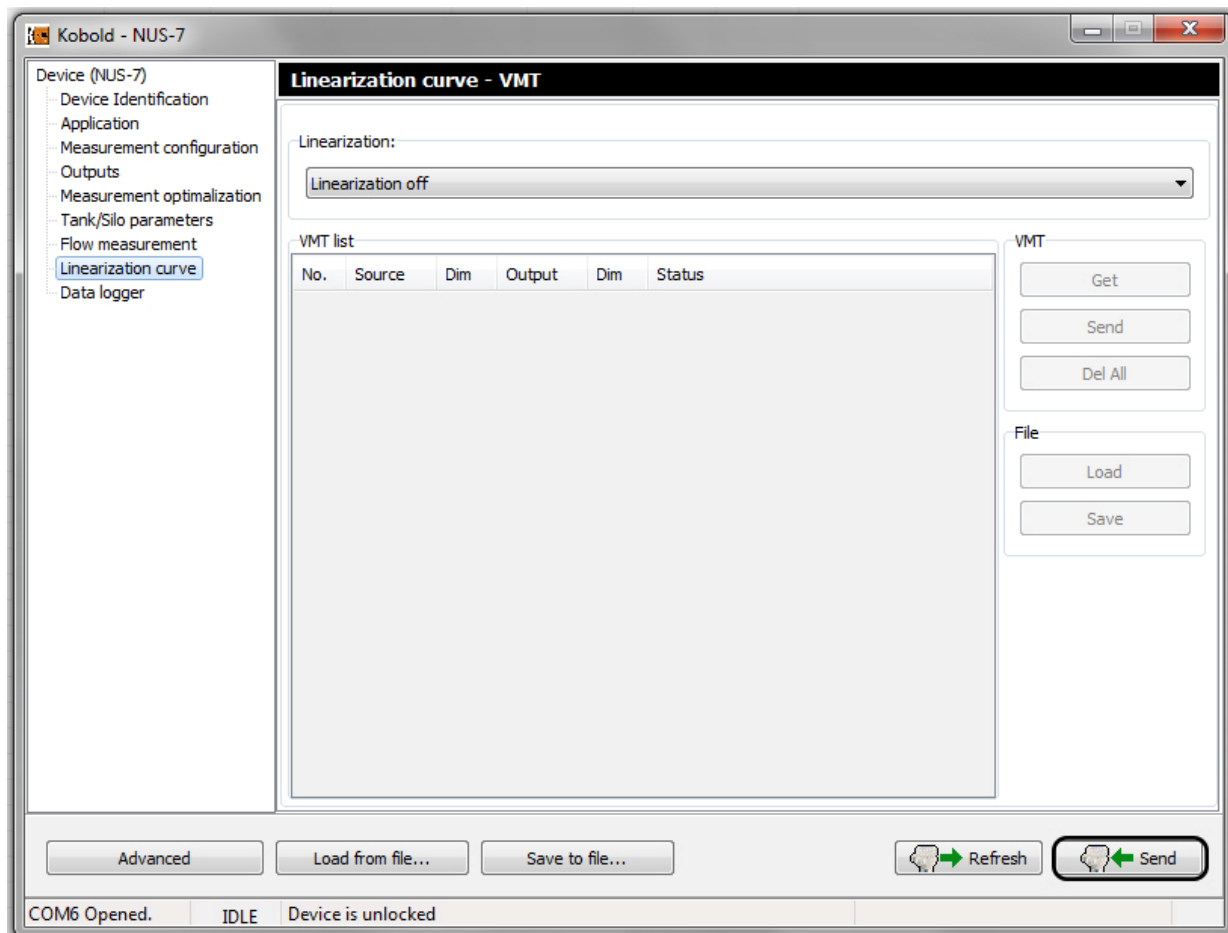 Kobold - NUS-7
Device (NUS-7)
Device Identification
Application
Measurement configuration
Outputs
Measurement optimalization
Tank/Silo parameters
Flow measurement
Linearization curve
Data logger
Linearization curve - VMT
Linearization:
Linearization off
VMT list
No. Source Dim Output Dim Status
VMT
Get
Send
Del All
File
Load
Save
Advanced Load from file... Save to file... Refresh Send
COM6 Opened. IDLE Device is unlocked